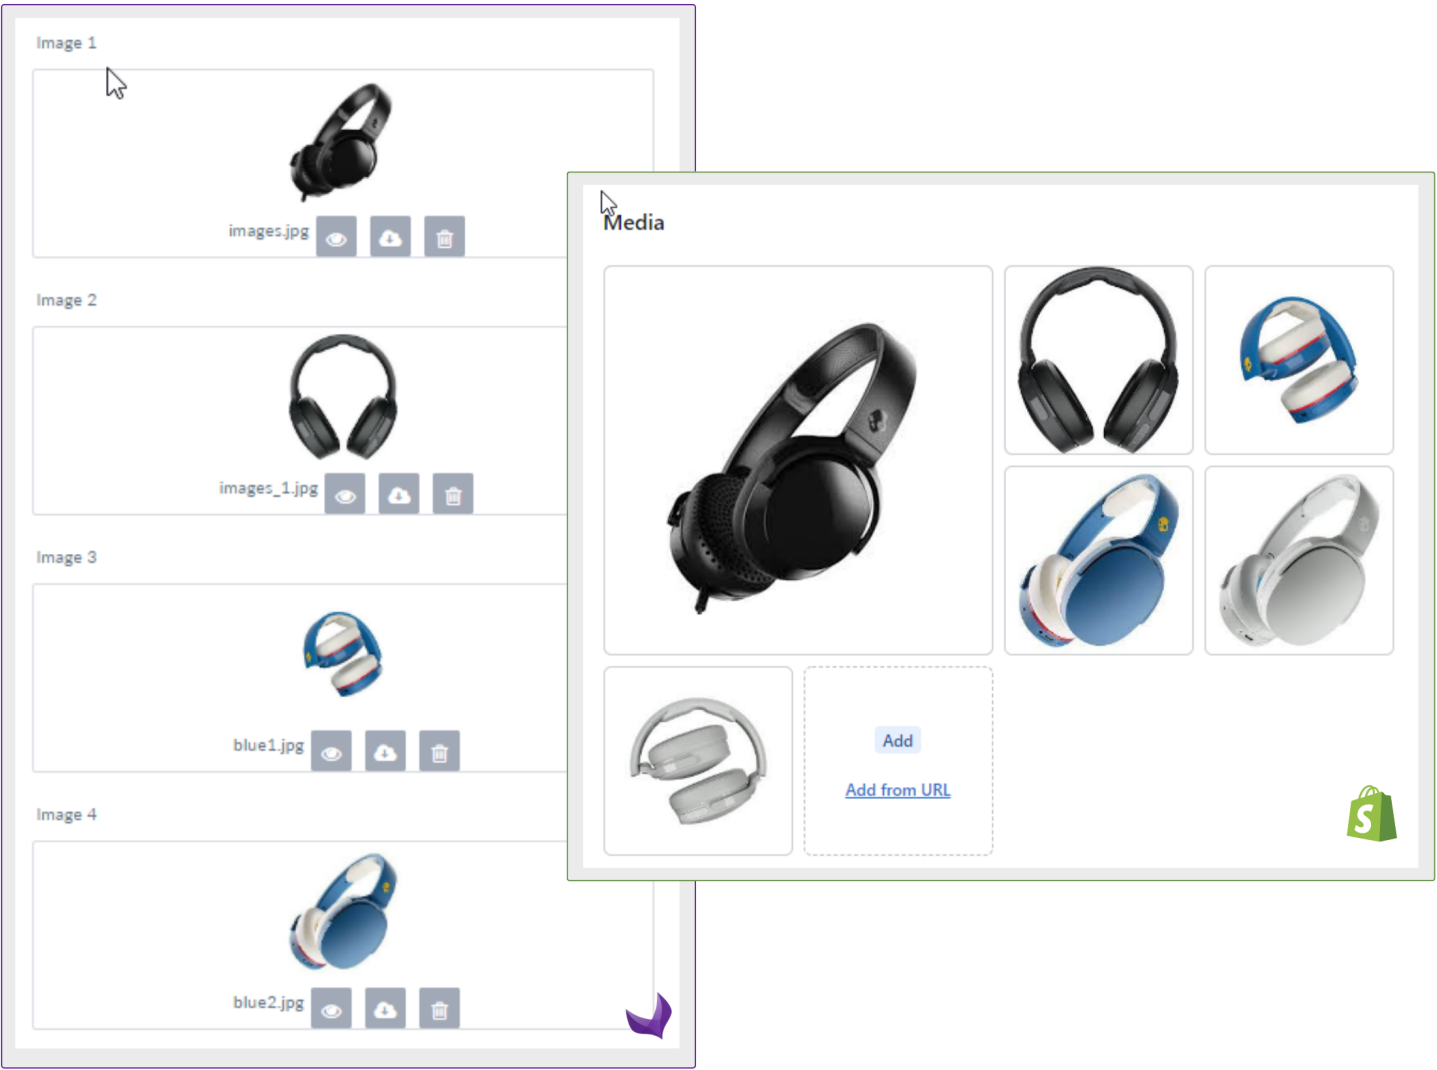 Image 1
images.jpg
Image 2
images_1.jpg
Image 3
blue1.jpg
Image 4
blue2.jpg
Media
Add
Add from URL
S